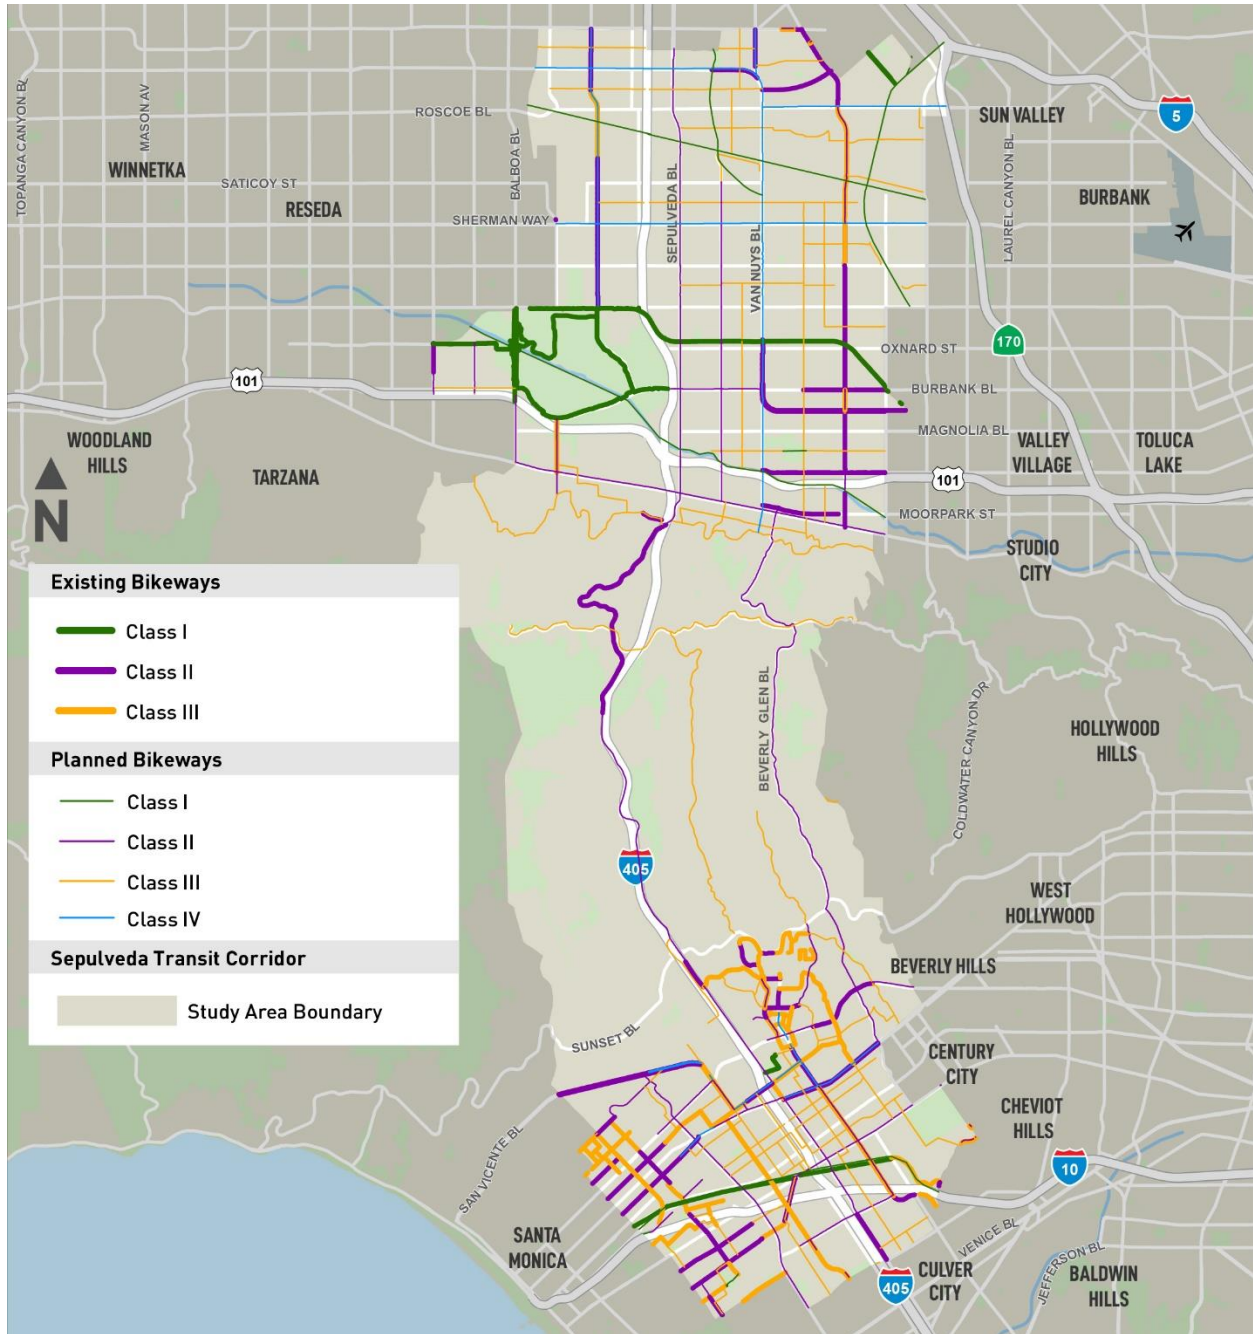 TOPANGA CANYON BL
MASON AV
WINNETKA
ROSCOE BL
BALBOA BL
SATICOY ST
RESEDA
SHERMAN WAY
SEPULVEDA BL
VAN NUYS BL
SUN VALLEY
5
LAUREL CANYON BL
BURBANK
170
OXNARD ST
BURBANK BL
MAGNOLIA BL
VALLEY
VILLAGE
TOLUCA
LAKE
101
101
WOODLAND
HILLS
TARZANA
MOORPARK ST
STUDIO
CITY
N
Existing Bikeways
Class I
Class II
Class III
Planned Bikeways
Class I
Class II
Class III
Class IV
Sepulveda Transit Corridor
Study Area Boundary
BEVERLY GLEN BL
COLDWATER CANYON DR
HOLLYWOOD
HILLS
405
WEST
HOLLYWOOD
BEVERLY HILLS
SUNSET BL
CENTURY
CITY
CHEVIOT
HILLS
10
SAN VICENTE BL
SANTA
MONICA
VENICE BL
JEFFERSON BL
CULVER
CITY
405
BALDWIN
HILLS